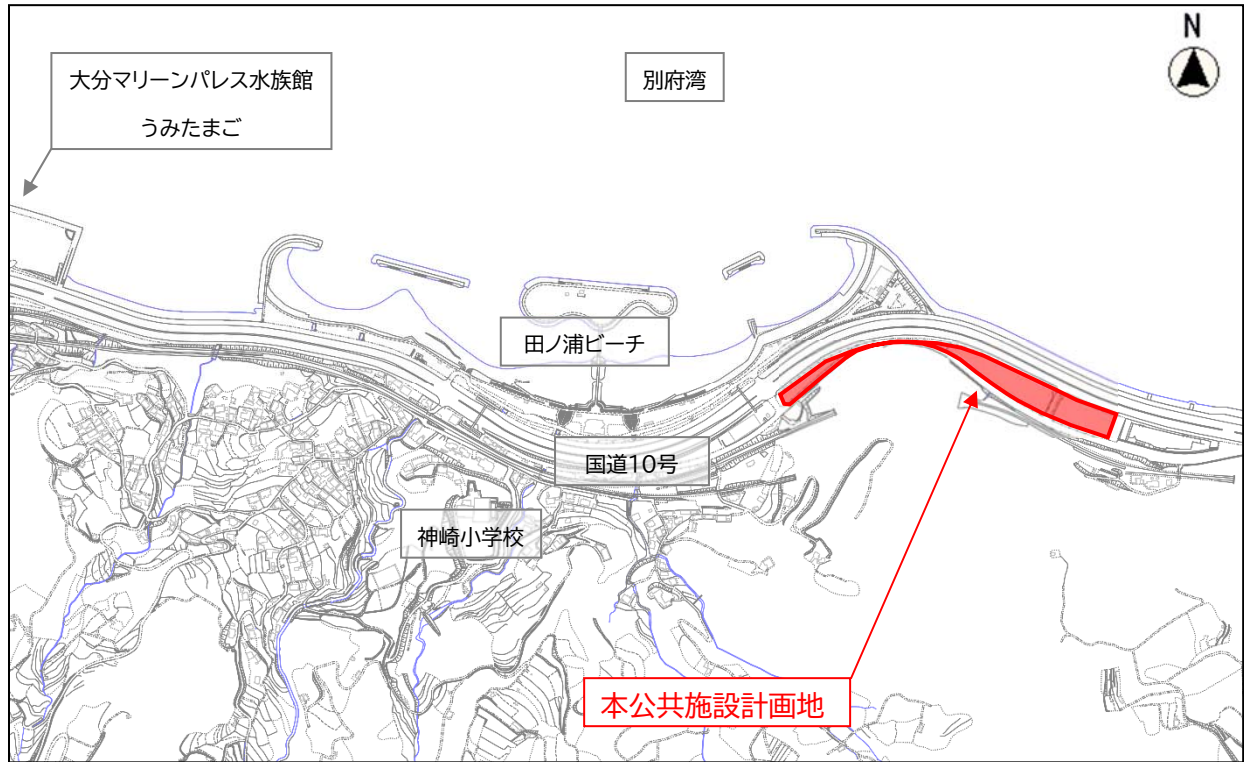 N
大分マリーンパレス水族館
うみたまご
別府湾
田ノ浦ビーチ
国道10号
神崎小学校
本公共施設計画地